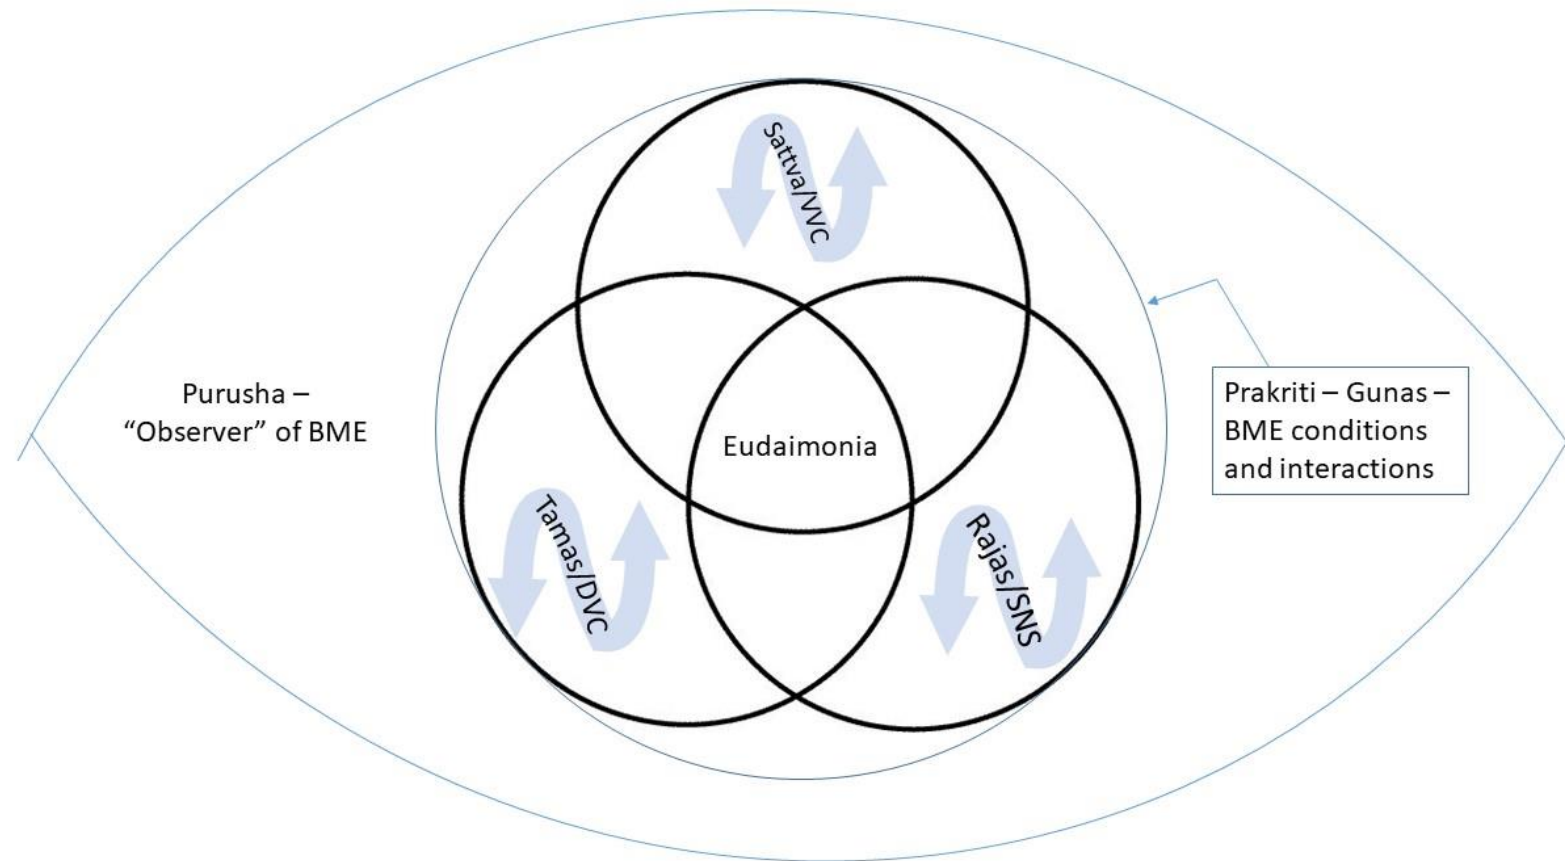 Sattva/VVC
Purusha –
“Observer” of BME
Eudaimonia
Prakriti – Gunas –
BME conditions
and interactions
Tamas/DVC
Rajas/SNS